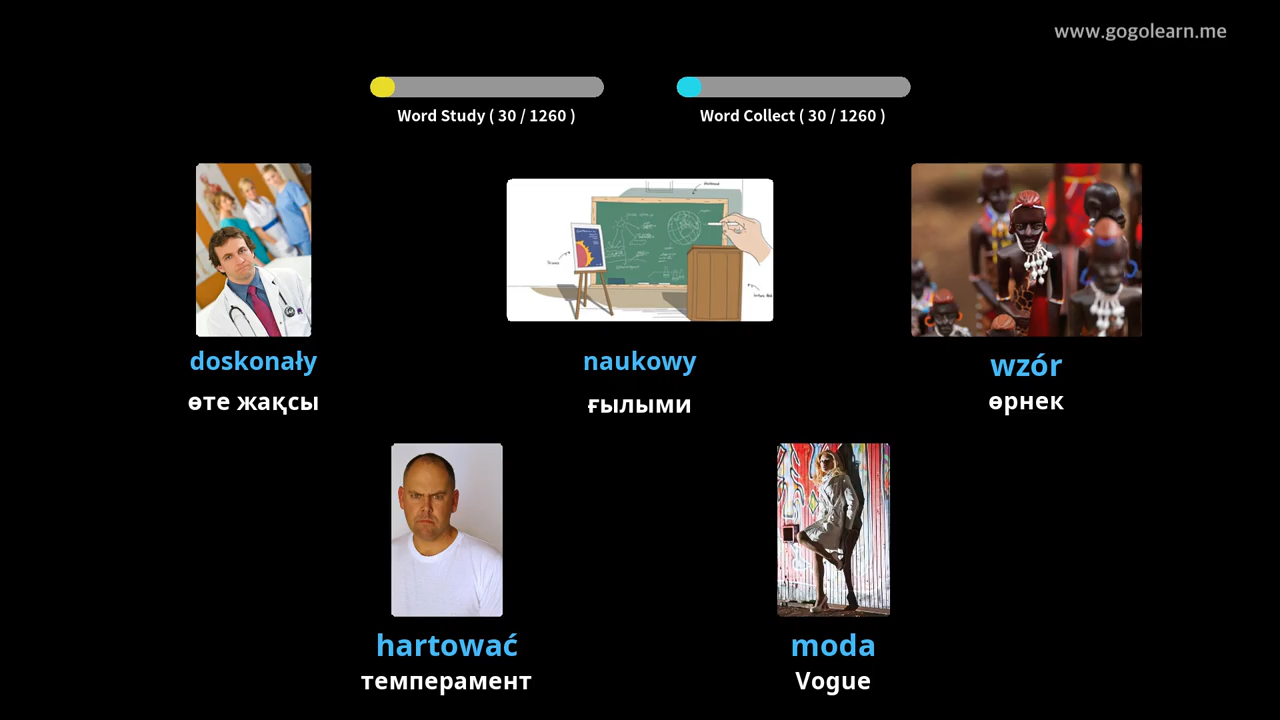 www.gogolearn.me
Word Study ( 30 / 1260 )
Word Collect ( 30 / 1260 )
doskonały
өте жақсы
naukowy
ғылыми
wzór
өрнек
hartować
темперамент
moda
Vogue